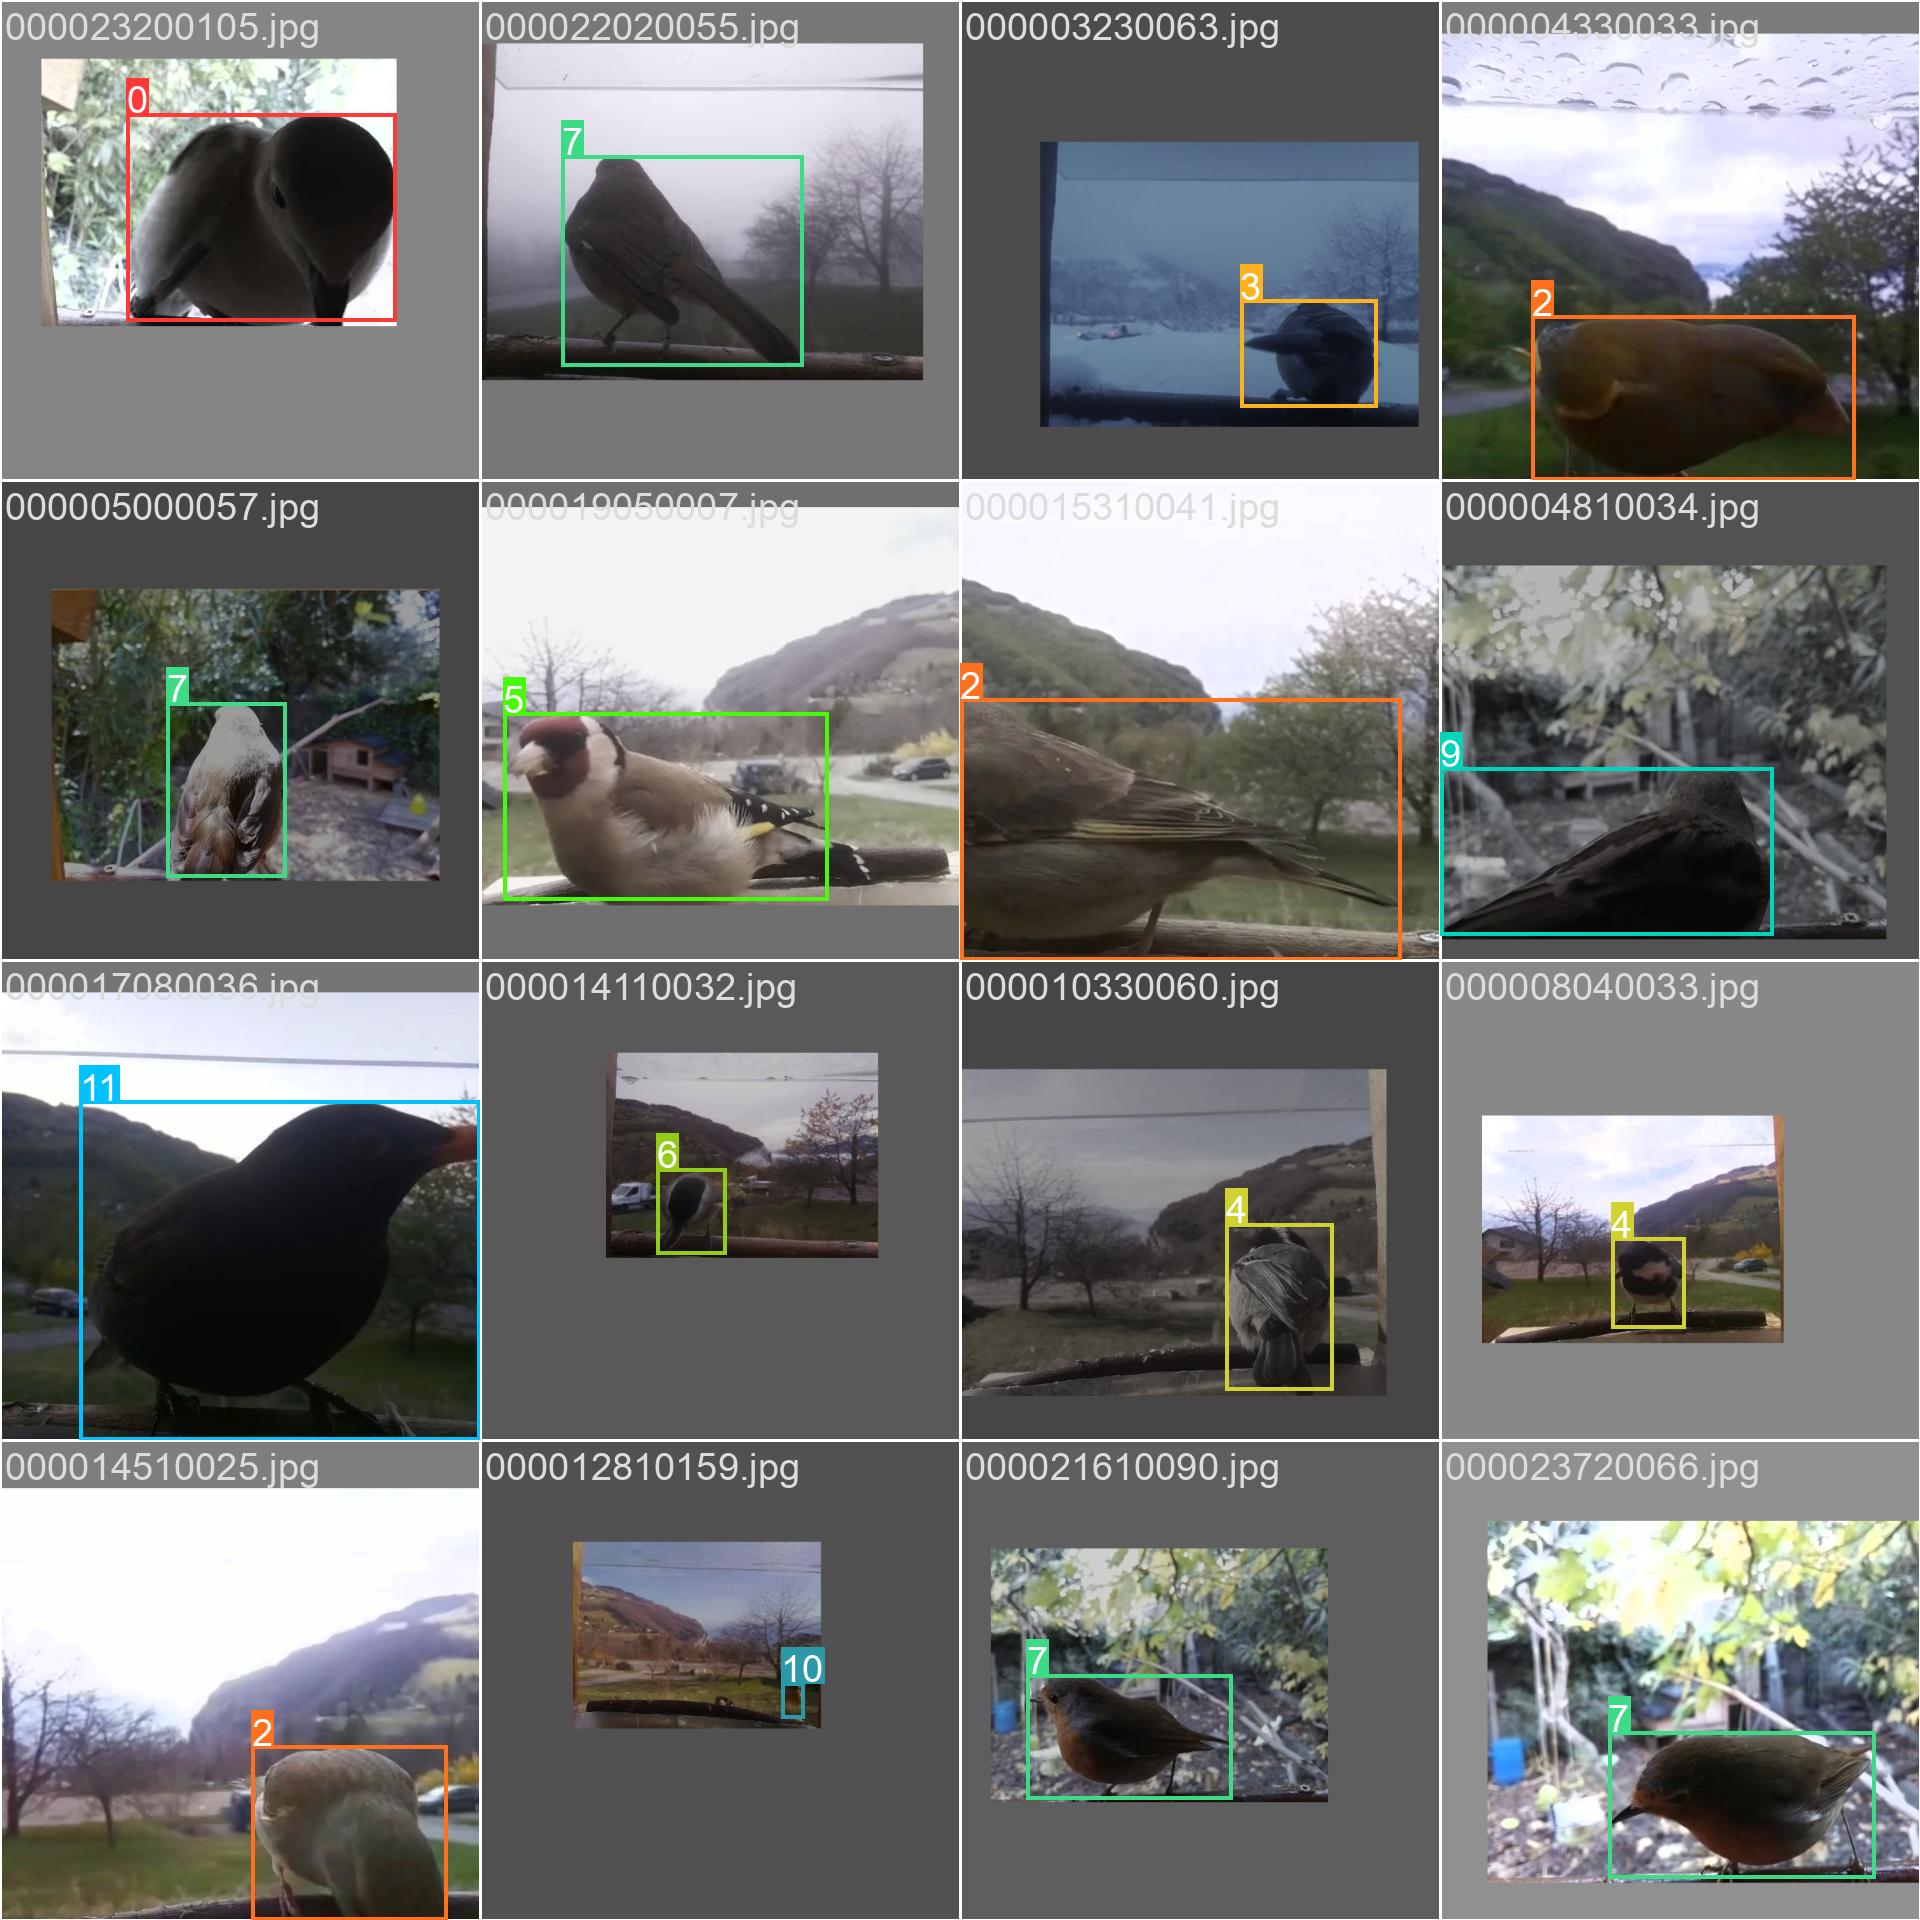 000023200105.jpg
000022020055.jpg
000003230063.jpg
000004330033.jpg
0
7
3
2
000005000057.jpg
000019050007.jpg
000015310041.jpg
000004810034.jpg
7
5
2
9
000017080036.jpg
000014110032.jpg
000010330060.jpg
000008040033.jpg
11
6
4
4
000014510025.jpg
000012810159.jpg
000021610090.jpg
000023720066.jpg
2
10
7
7